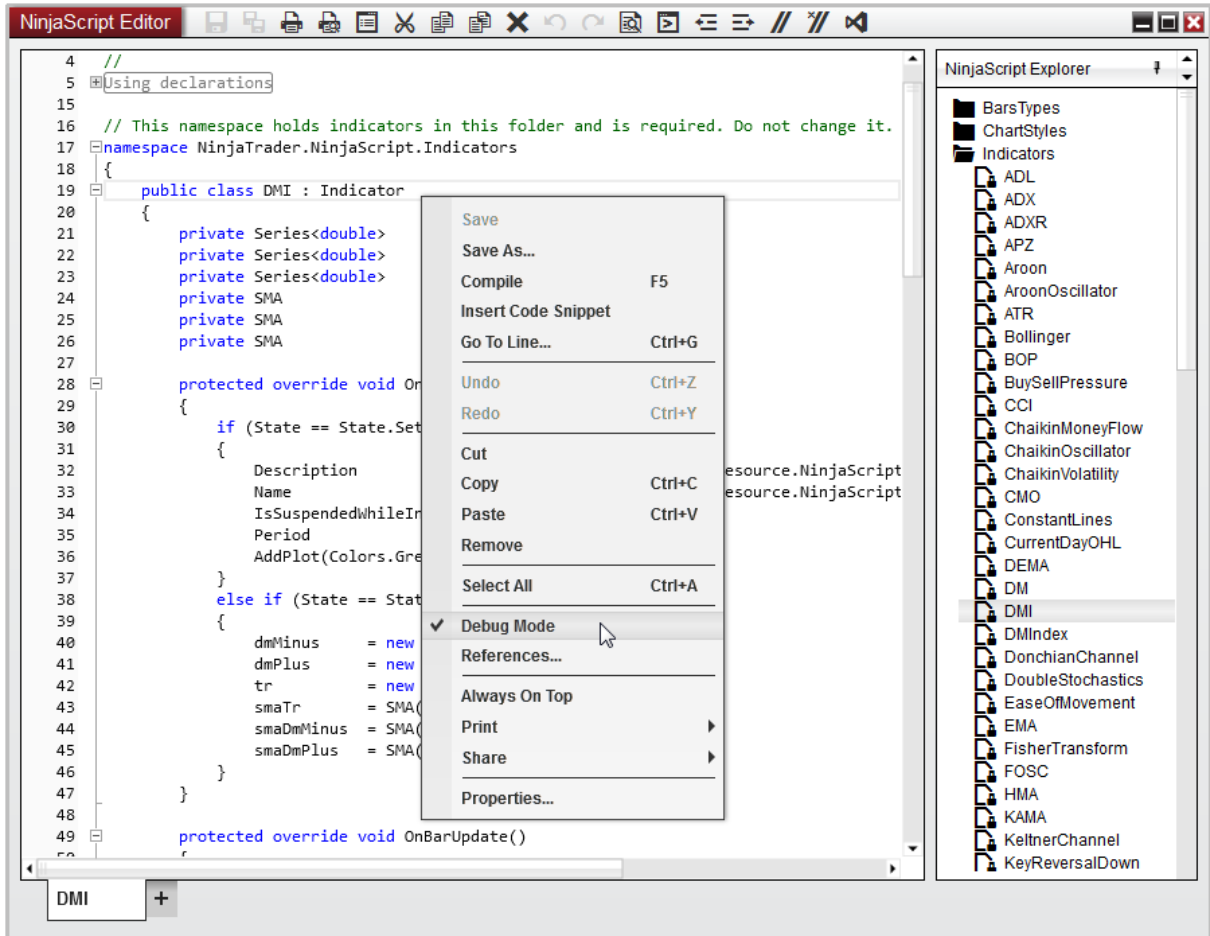 NinjaScript Editor
4 //
5 Using declarations
15
16 // This namespace holds indicators in this folder and is required. Do not change it.
17 namespace NinjaTrader.NinjaScript.Indicators
18 {
19 public class DMI : Indicator
20 {
21 private Series<double>
22 private Series<double>
23 private Series<double>
24 private SMA
25 private SMA
26 private SMA
27
28 protected override void On
29 {
30 if (State == State.Set
31 {
32 Description esource.NinjaScript
33 Name esource.NinjaScript
34 IsSuspendedWhileIn
35 Period
36 AddPlot(Colors.Gre
37 }
38 else if (State == Stat
39 {
40 dmMinus = new
41 dmPlus = new
42 tr = new
43 smaTr = SMA(
44 smaDmMinus = SMA(
45 smaDmPlus = SMA(
46 }
47 }
48
49 protected override void OnBarUpdate()
50 {
Save
Save As...
Compile F5
Insert Code Snippet
Go To Line... Ctrl+G
Undo Ctrl+Z
Redo Ctrl+Y
Cut
Copy Ctrl+C
Paste Ctrl+V
Remove
Select All Ctrl+A
Debug Mode
References...
Always On Top
Print
Share
Properties...
NinjaScript Explorer
BarsTypes
ChartStyles
Indicators
ADL
ADX
ADXR
APZ
Aroon
AroonOscillator
ATR
Bollinger
BOP
BuySellPressure
CCI
ChaikinMoneyFlow
ChaikinOscillator
ChaikinVolatility
CMO
ConstantLines
CurrentDayOHL
DEMA
DM
DMI
DMIndex
DonchianChannel
DoubleStochastics
EaseOfMovement
EMA
FisherTransform
FOSC
HMA
KAMA
KeltnerChannel
KeyReversalDown
DMI +